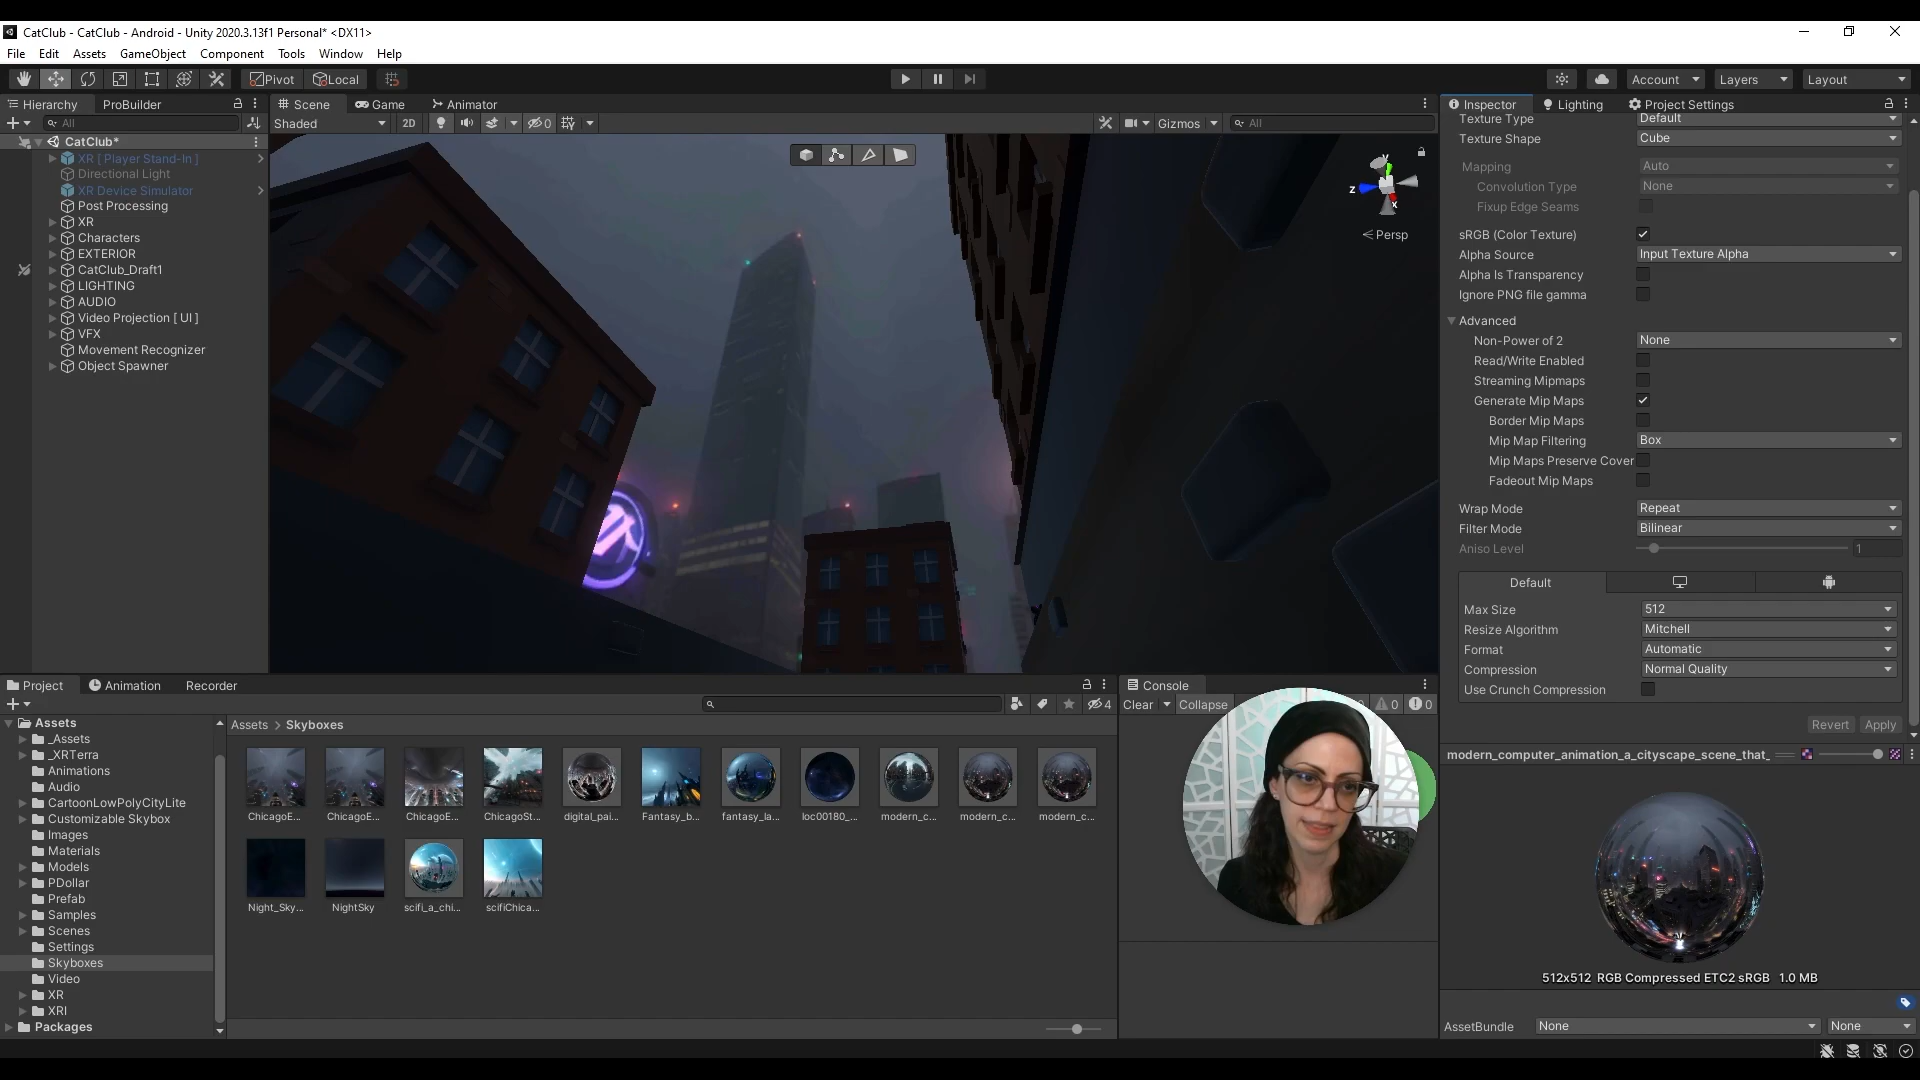 CatClub - CatClub - Android - Unity 2020.3.13f1 Personal* <DX11>
File Edit Assets GameObject Component Tools Window Help
Pivot Local
Account Layers Layout
Hierarchy ProBuilder
All
CatClub*
XR [ Player Stand-In ]
Directional Light
XR Device Simulator
Post Processing
XR
Characters
EXTERIOR
CatClub_Draft1
LIGHTING
AUDIO
Video Projection [ UI ]
VFX
Movement Recognizer
Object Spawner
Scene Game Animator
Shaded 2D 0 Gizmos All
y
z
x
< Persp
Inspector Lighting Project Settings
Texture Type Default
Texture Shape Cube
Mapping Auto
Convolution Type None
Fixup Edge Seams
sRGB (Color Texture)
Alpha Source Input Texture Alpha
Alpha Is Transparency
Ignore PNG file gamma
Advanced
Non-Power of 2 None
Read/Write Enabled
Streaming Mipmaps
Generate Mip Maps
Border Mip Maps
Mip Map Filtering Box
Mip Maps Preserve Cover
Fadeout Mip Maps
Wrap Mode Repeat
Filter Mode Bilinear
Aniso Level 1
Default
Max Size 512
Resize Algorithm Mitchell
Format Automatic
Compression Normal Quality
Use Crunch Compression
Revert Apply
modern_computer_animation_a_cityscape_scene_that_
512x512 RGB Compressed ETC2 sRGB 1.0 MB
AssetBundle None None
Project Animation Recorder
4
Assets
_Assets
_XRTerra
Animations
Audio
CartoonLowPolyCityLite
Customizable Skybox
Images
Materials
Models
PDollar
Prefab
Samples
Scenes
Settings
Skyboxes
Video
XR
XRI
Packages
Assets > Skyboxes
ChicagoE... ChicagoE... ChicagoE... ChicagoSt... digital_pai... Fantasy_b... fantasy_la... loc00180_... modern_c... modern_c... modern_c...
Night_Sky... NightSky scifi_a_chi... scifiChica...
Console
Clear Collapse 0 0